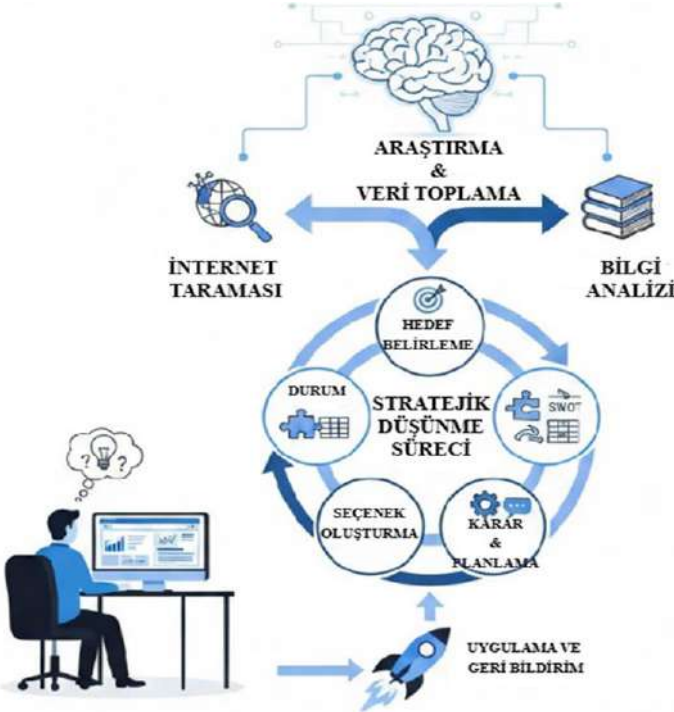 ARAŞTIRMA
&
VERİ TOPLAMA
İNTERNET
TARAMASI
BİLGİ
ANALİZİ
HEDEF
BELİRLEME
DURUM
STRATEJİK
DÜŞÜNME
SÜRECİ
SWOT
SEÇENEK
OLUŞTURMA
KARAR
&
PLANLAMA
? ?
UYGULAMA VE
GERİ BİLDİRİM